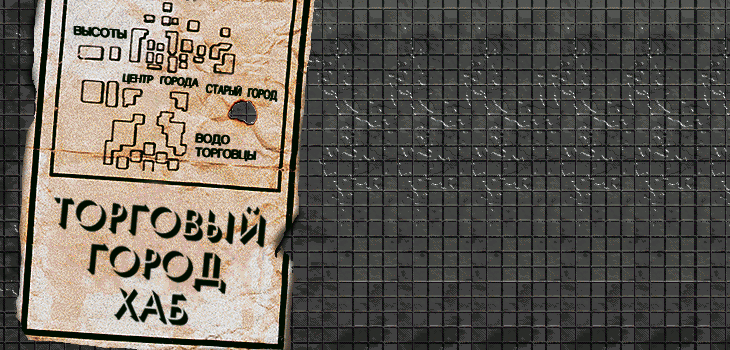 ВЫСОТЫ
ЦЕНТР ГОРОДА
СТАРЫЙ ГОРОД
ВОДО
ТОРГОВЦЫ
ТОРГОВЫЙ
ГОРОД
ХАБ